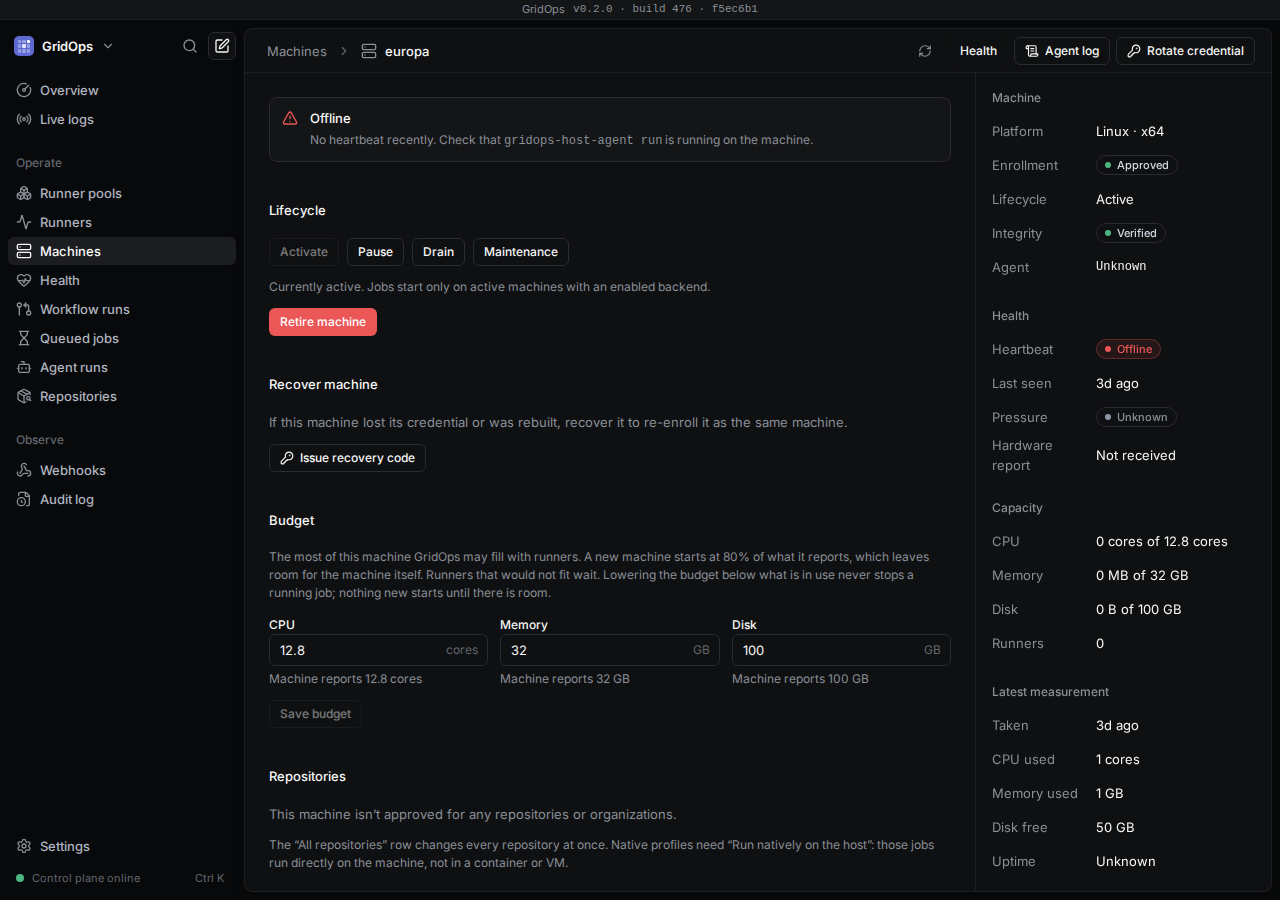 GridOps v0.2.0 · build 476 · f5ec6b1
GridOps
Overview
Live logs
Operate
Runner pools
Runners
Machines
Health
Workflow runs
Queued jobs
Agent runs
Repositories
Observe
Webhooks
Audit log
Settings
Control plane online Ctrl K
Machines europa
Health Agent log Rotate credential
Offline
No heartbeat recently. Check that gridops-host-agent run is running on the machine.
Lifecycle
Activate Pause Drain Maintenance
Currently active. Jobs start only on active machines with an enabled backend.
Retire machine
Recover machine
If this machine lost its credential or was rebuilt, recover it to re-enroll it as the same machine.
Issue recovery code
Budget
The most of this machine GridOps may fill with runners. A new machine starts at 80% of what it reports, which leaves
room for the machine itself. Runners that would not fit wait. Lowering the budget below what is in use never stops a
running job; nothing new starts until there is room.
CPU Memory Disk
12.8 cores 32 GB 100 GB
Machine reports 12.8 cores Machine reports 32 GB Machine reports 100 GB
Save budget
Repositories
This machine isn’t approved for any repositories or organizations.
The “All repositories” row changes every repository at once. Native profiles need “Run natively on the host”: those jobs
run directly on the machine, not in a container or VM.
Machine
Platform Linux · x64
Enrollment Approved
Lifecycle Active
Integrity Verified
Agent Unknown
Health
Heartbeat Offline
Last seen 3d ago
Pressure Unknown
Hardware
report Not received
Capacity
CPU 0 cores of 12.8 cores
Memory 0 MB of 32 GB
Disk 0 B of 100 GB
Runners 0
Latest measurement
Taken 3d ago
CPU used 1 cores
Memory used 1 GB
Disk free 50 GB
Uptime Unknown